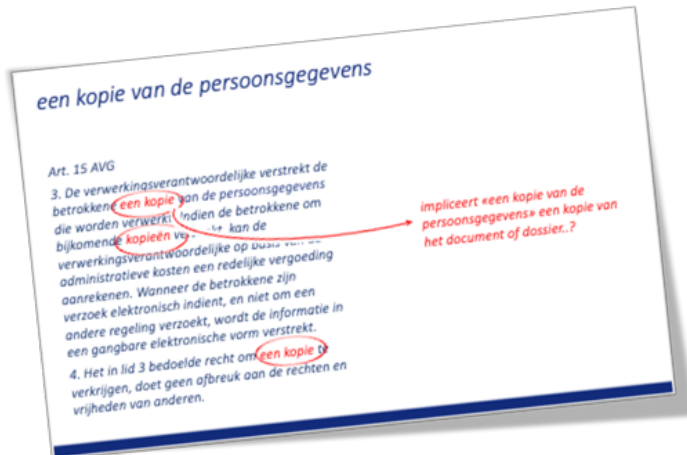 een kopie van de persoonsgegevens
Art. 15 AVG
3. De verwerkingsverantwoordelijke verstrekt de
betrokkene een kopie van de persoonsgegevens
die worden verwerkt. Indien de betrokkene om
bijkomende kopieën kan de
verwerkingsverantwoordelijke op basis van de
administratieve kosten een redelijke vergoeding
aanrekenen. Wanneer de betrokkene zijn
verzoek elektronisch indient, en niet om een
andere regeling verzoekt, wordt de informatie in
een gangbare elektronische vorm verstrekt.
4. Het in lid 3 bedoelde recht om een kopie te
verkrijgen, doet geen afbreuk aan de rechten en
vrijheden van anderen.
impliceert «een kopie van de
persoonsgegevens» een kopie van
het document of dossier..?